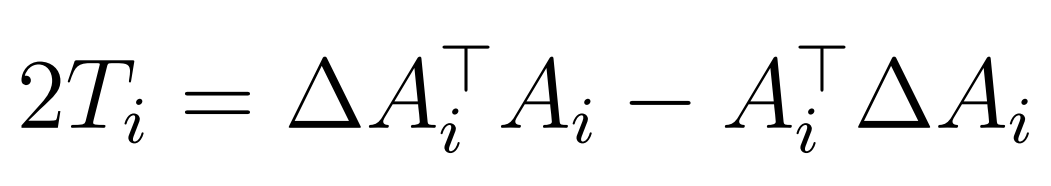 2T_i = ΔA_i^⊤ A_i − A_i^⊤ ΔA_i